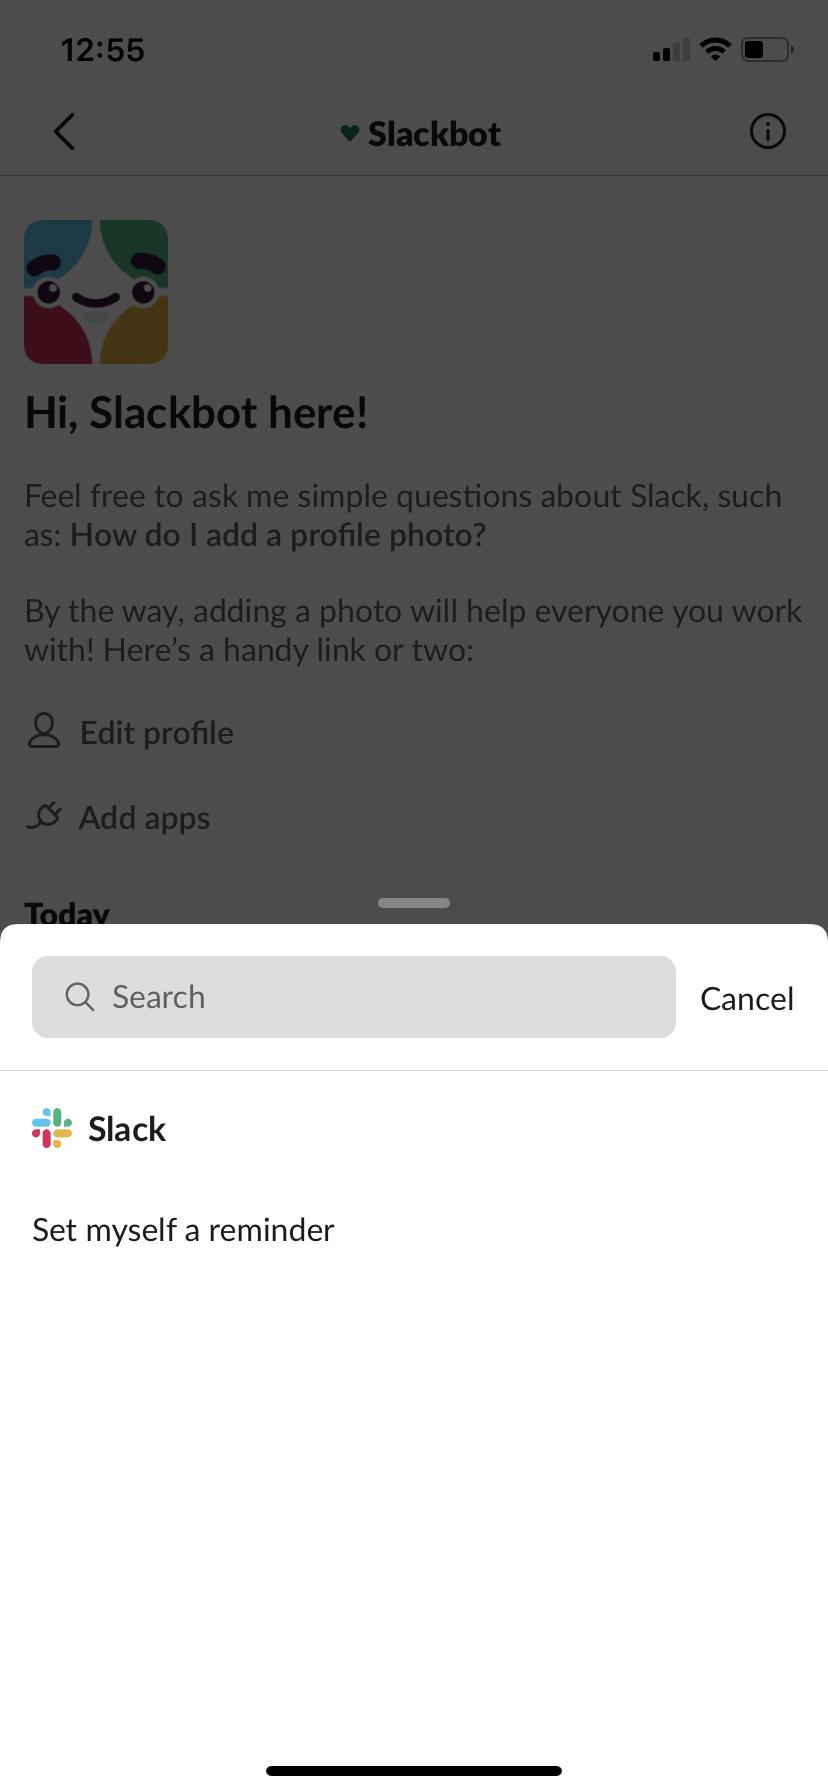 12:55
Slackbot
Hi, Slackbot here!
Feel free to ask me simple questions about Slack, such
as: How do I add a profile photo?
By the way, adding a photo will help everyone you work
with! Here’s a handy link or two:
Edit profile
Add apps
Today
Search
Cancel
Slack
Set myself a reminder